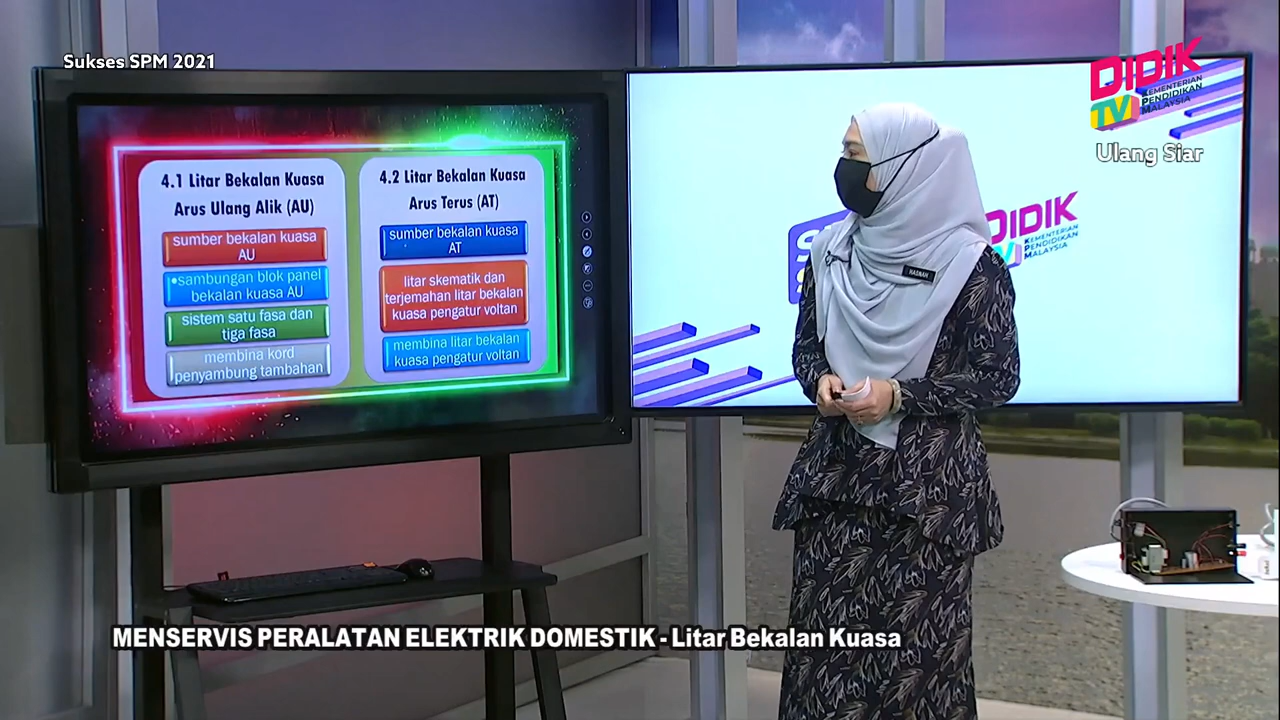 Sukses SPM 2021
DIDIK
TV
KEMENTERIAN
PENDIDIKAN
MALAYSIA
Ulang Siar
4.1 Litar Bekalan Kuasa
Arus Ulang Alik (AU)
sumber bekalan kuasa
AU
•sambungan blok panel
bekalan kuasa AU
sistem satu fasa dan
tiga fasa
membina kord
penyambung tambahan
4.2 Litar Bekalan Kuasa
Arus Terus (AT)
sumber bekalan kuasa
AT
litar skematik dan
terjemahan litar bekalan
kuasa pengatur voltan
membina litar bekalan
kuasa pengatur voltan
DIDIK
KEMENTERIAN
PENDIDIKAN
MALAYSIA
HASNAH
MENSERVIS PERALATAN ELEKTRIK DOMESTIK - Litar Bekalan Kuasa